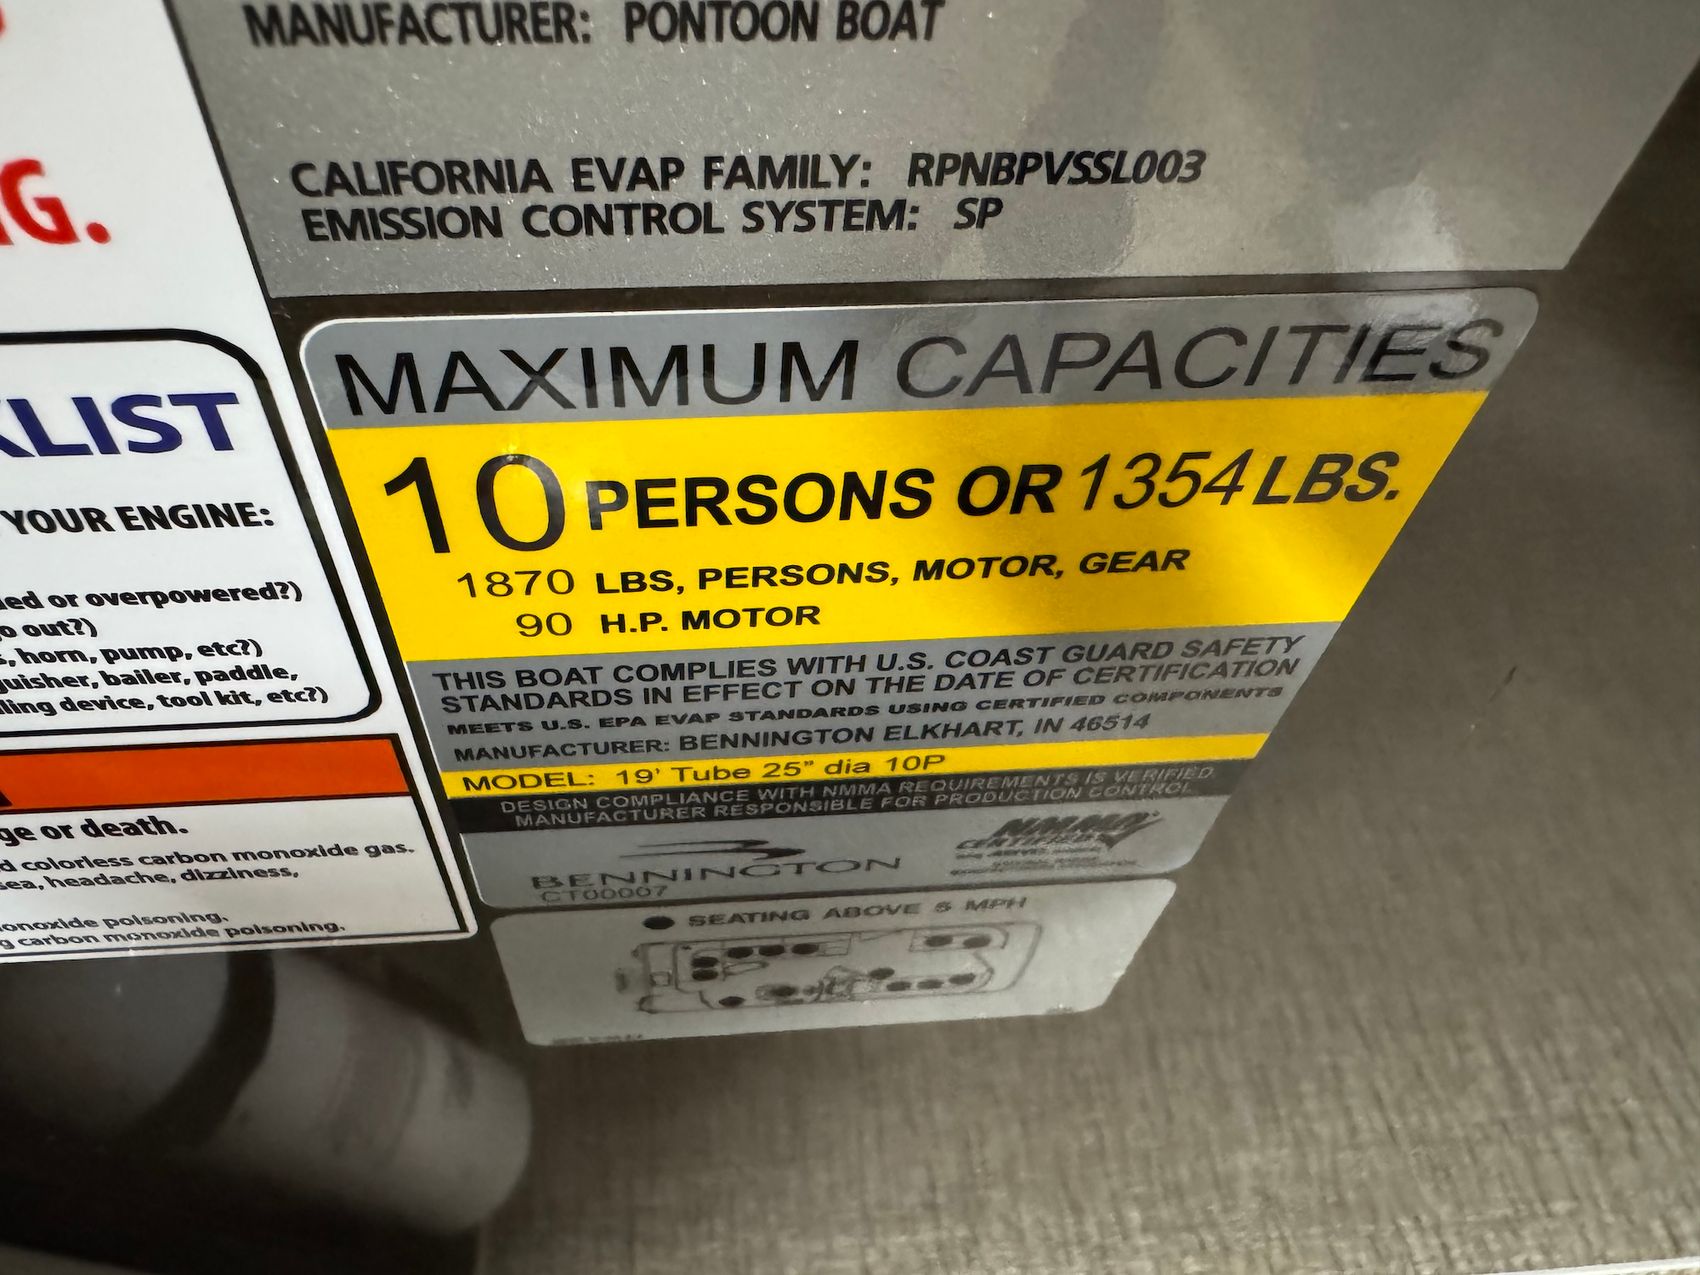 MANUFACTURER: PONTOON BOAT
CALIFORNIA EVAP FAMILY: RPNBPVSSL003
EMISSION CONTROL SYSTEM: SP
G.
KLIST
YOUR ENGINE:
ed or overpowered?)
o out?)
s, horn, pump, etc?)
guisher, bailer, paddle,
ling device, tool kit, etc?)
ge or death.
d colorless carbon monoxide gas.
sea, headache, dizziness,
onoxide poisoning.
g carbon monoxide poisoning.
MAXIMUM CAPACITIES
10 PERSONS OR 1354 LBS.
1870 LBS, PERSONS, MOTOR, GEAR
90 H.P. MOTOR
THIS BOAT COMPLIES WITH U.S. COAST GUARD SAFETY
STANDARDS IN EFFECT ON THE DATE OF CERTIFICATION
MEETS U.S. EPA EVAP STANDARDS USING CERTIFIED COMPONENTS
MANUFACTURER: BENNINGTON ELKHART, IN 46514
MODEL: 19' Tube 25" dia 10P
DESIGN COMPLIANCE WITH NMMA REQUIREMENTS IS VERIFIED.
MANUFACTURER RESPONSIBLE FOR PRODUCTION CONTROL.
BENNINGTON
CT00007
NMMA
CERTIFIED
SEATING ABOVE 5 MPH